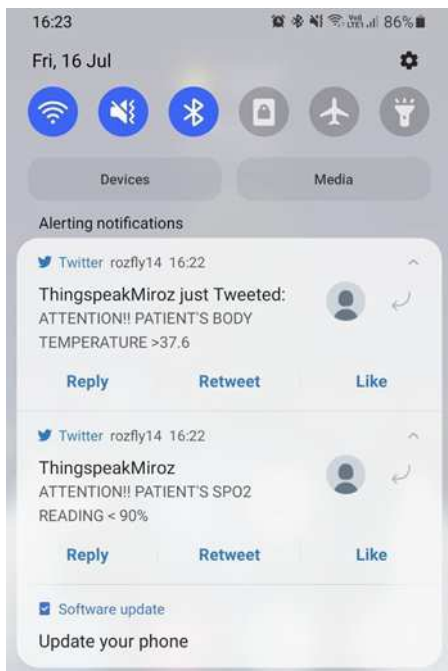 16:23
86%
Fri, 16 Jul
Devices
Media
Alerting notifications
Twitter rozfly14 16:22
ThingspeakMiroz just Tweeted:
ATTENTION!! PATIENT'S BODY
TEMPERATURE >37.6
Reply Retweet Like
Twitter rozfly14 16:22
ThingspeakMiroz
ATTENTION!! PATIENT'S SPO2
READING < 90%
Reply Retweet Like
Software update
Update your phone